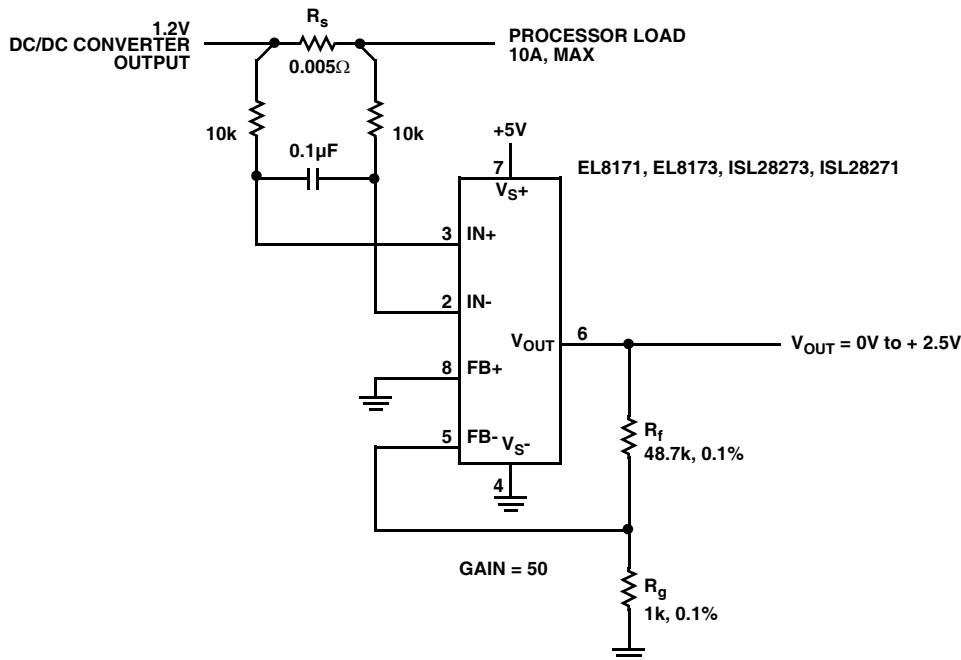 1.2V
DC/DC CONVERTER
OUTPUT
Rs
0.005Ω
PROCESSOR LOAD
10A, MAX
10k
10k
0.1µF
+5V
7
EL8171, EL8173, ISL28273, ISL28271
VS+
3
IN+
2
IN-
VOUT
6
VOUT = 0V to + 2.5V
8
FB+
5
FB-
VS-
4
Rf
48.7k, 0.1%
GAIN = 50
Rg
1k, 0.1%